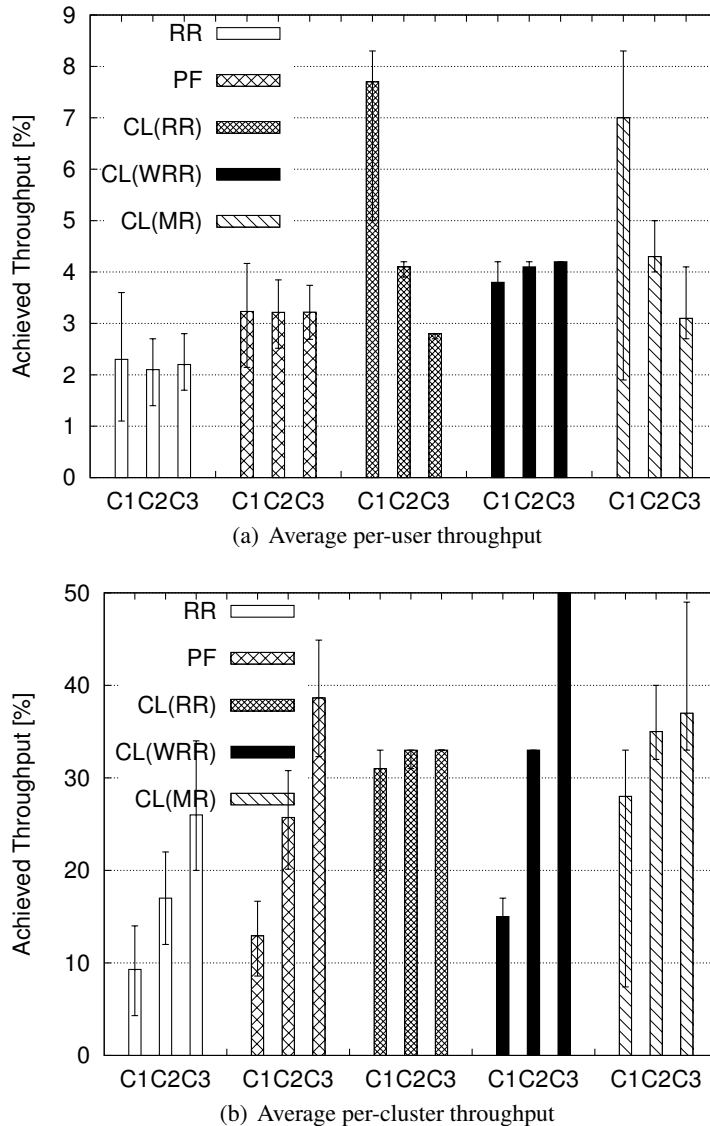 9
8
7
6
5
4
3
2
1
0
Achieved Throughput [%]
RR
PF
CL(RR)
CL(WRR)
CL(MR)
C1C2C3 C1C2C3 C1C2C3 C1C2C3 C1C2C3
(a) Average per-user throughput
50
40
30
20
10
0
Achieved Throughput [%]
RR
PF
CL(RR)
CL(WRR)
CL(MR)
C1C2C3 C1C2C3 C1C2C3 C1C2C3 C1C2C3
(b) Average per-cluster throughput